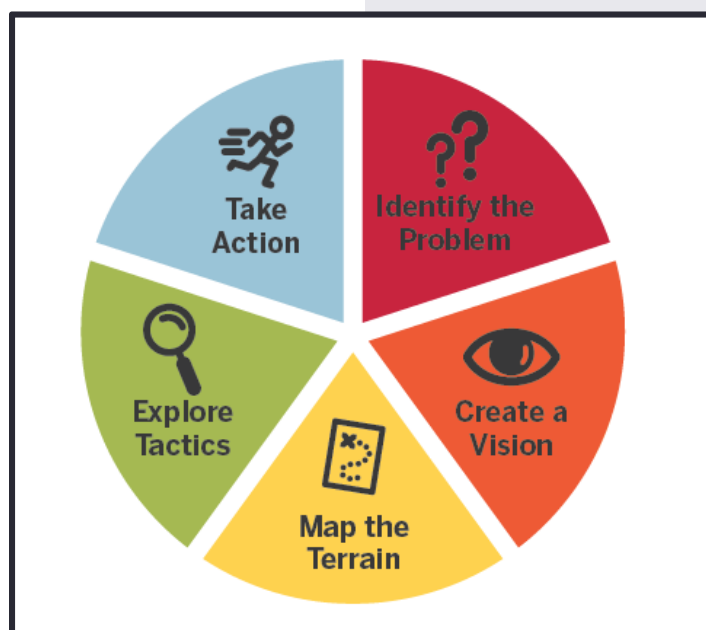 Identify the
Problem
Create a
Vision
Map the
Terrain
Explore
Tactics
Take
Action